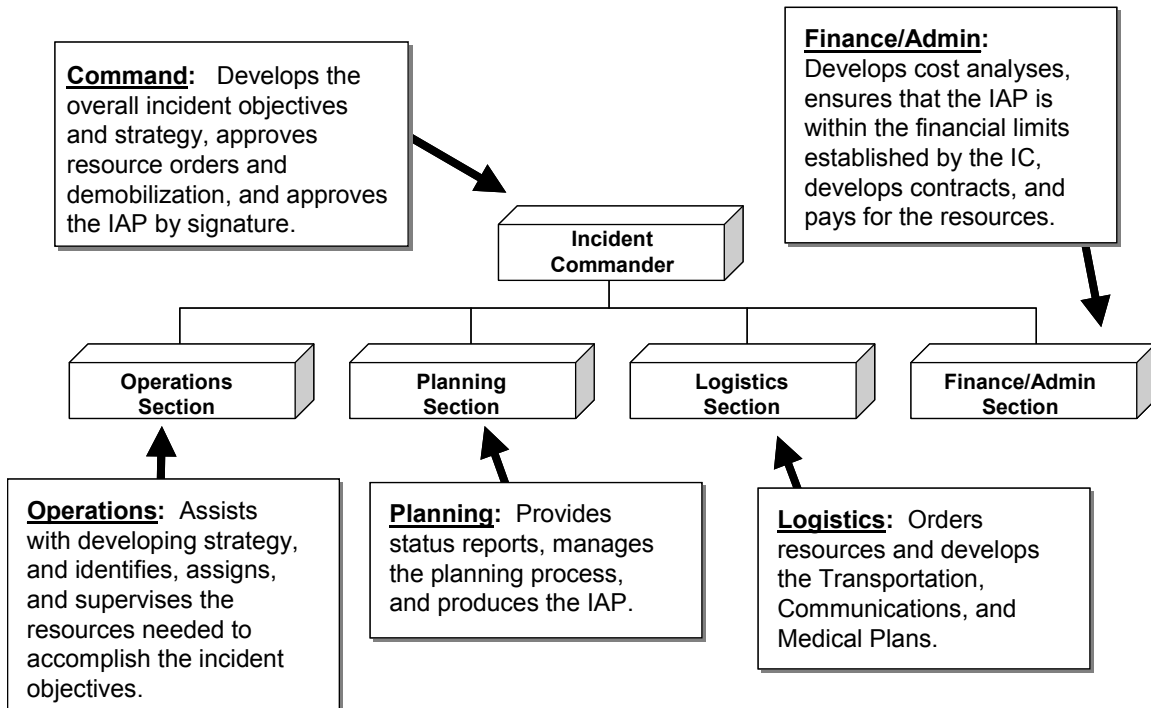 Command: Develops the
overall incident objectives
and strategy, approves
resource orders and
demobilization, and approves
the IAP by signature.
Finance/Admin:
Develops cost analyses,
ensures that the IAP is
within the financial limits
established by the IC,
develops contracts, and
pays for the resources.
Incident
Commander
Operations
Section
Planning
Section
Logistics
Section
Finance/Admin
Section
Operations: Assists
with developing strategy,
and identifies, assigns,
and supervises the
resources needed to
accomplish the incident
objectives.
Planning: Provides
status reports, manages
the planning process,
and produces the IAP.
Logistics: Orders
resources and develops
the Transportation,
Communications, and
Medical Plans.